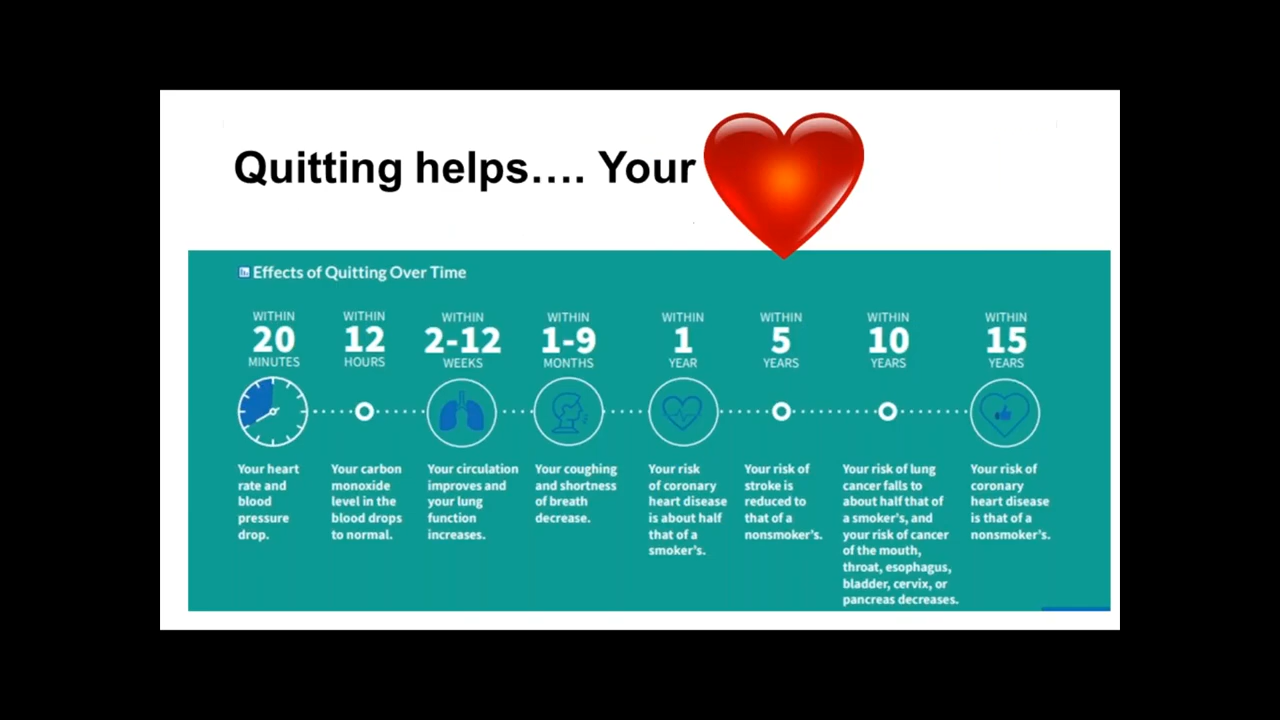 Quitting helps…. Your
Effects of Quitting Over Time
WITHIN
20
MINUTES
Your heart
rate and
blood
pressure
drop.
WITHIN
12
HOURS
Your carbon
monoxide
level in the
blood drops
to normal.
WITHIN
2-12
WEEKS
Your circulation
improves and
your lung
function
increases.
WITHIN
1-9
MONTHS
Your coughing
and shortness
of breath
decrease.
WITHIN
1
YEAR
Your risk
of coronary
heart disease
is about half
that of a
smoker's.
WITHIN
5
YEARS
Your risk of
stroke is
reduced to
that of a
nonsmoker's.
WITHIN
10
YEARS
Your risk of lung
cancer falls to
about half that of
a smoker's, and
your risk of cancer
of the mouth,
throat, esophagus,
bladder, cervix, or
pancreas decreases.
WITHIN
15
YEARS
Your risk of
coronary
heart disease
is that of a
nonsmoker's.